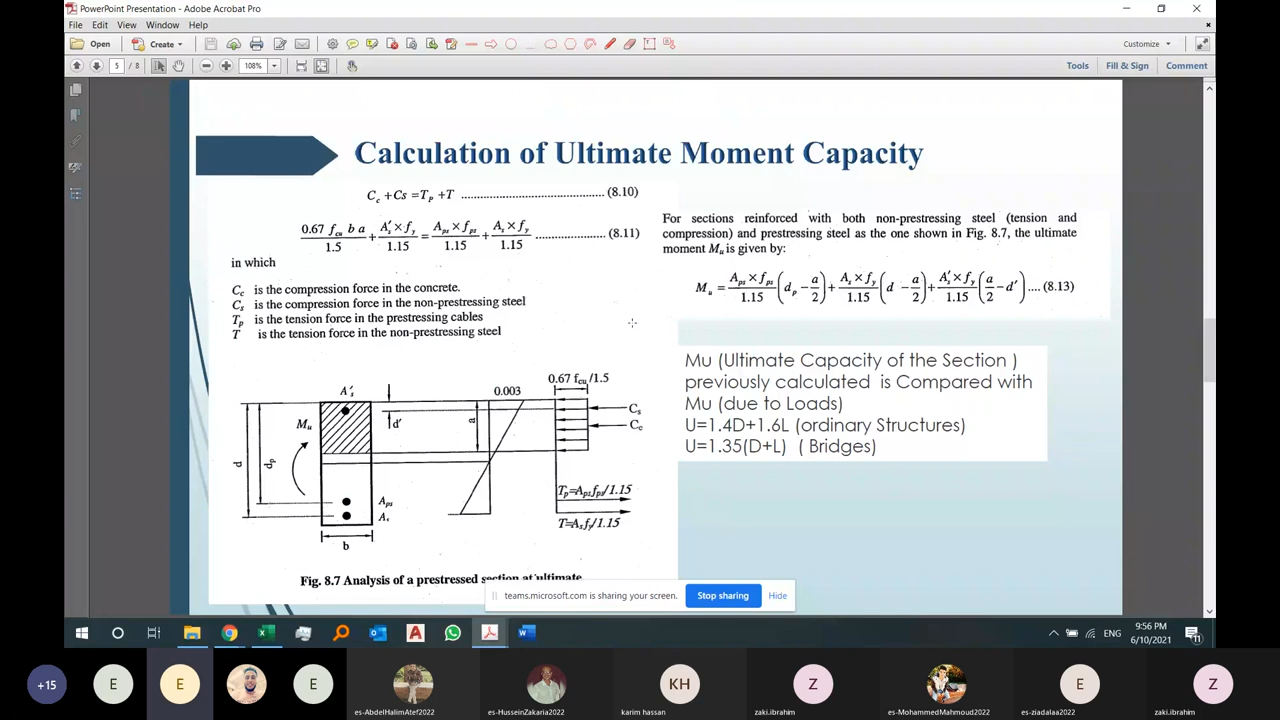 PowerPoint Presentation - Adobe Acrobat Pro
File Edit View Window Help
Open Create Customize
5 / 8 108% Tools Fill & Sign Comment
Calculation of Ultimate Moment Capacity
C_c + Cs = T_p + T ........................................ (8.10)
0.67 f_cu b a / 1.5 + A'_s × f_y / 1.15 = A_ps × f_ps / 1.15 + A_s × f_y / 1.15 .................... (8.11)
in which
C_c is the compression force in the concrete.
C_s is the compression force in the non-prestressing steel
T_p is the tension force in the prestressing cables
T is the tension force in the non-prestressing steel
For sections reinforced with both non-prestressing steel (tension and
compression) and prestressing steel as the one shown in Fig. 8.7, the ultimate
moment M_u is given by:
M_u = A_ps × f_ps / 1.15 (d_p − a/2) + A_s × f_y / 1.15 (d − a/2) + A'_s × f_y / 1.15 (a/2 − d') .... (8.13)
Mu (Ultimate Capacity of the Section )
previously calculated is Compared with
Mu (due to Loads)
U=1.4D+1.6L (ordinary Structures)
U=1.35(D+L) ( Bridges)
A'_s
0.003
0.67 f_cu /1.5
M_u
d'
a
C_s
C_c
d
d_p
A_ps
A_s
b
T_p=A_ps f_ps/1.15
T=A_s f_y/1.15
Fig. 8.7 Analysis of a prestressed section at ultimate
teams.microsoft.com is sharing your screen. Stop sharing Hide
ENG
9:56 PM
6/10/2021
11
+15 E E E KH Z E Z
es-AbdelHalimAtef2022 es-HusseinZakaria2022 karim hassan zaki.ibrahim es-MohammedMahmoud2022 es-ziadalaa2022 zaki.ibrahim